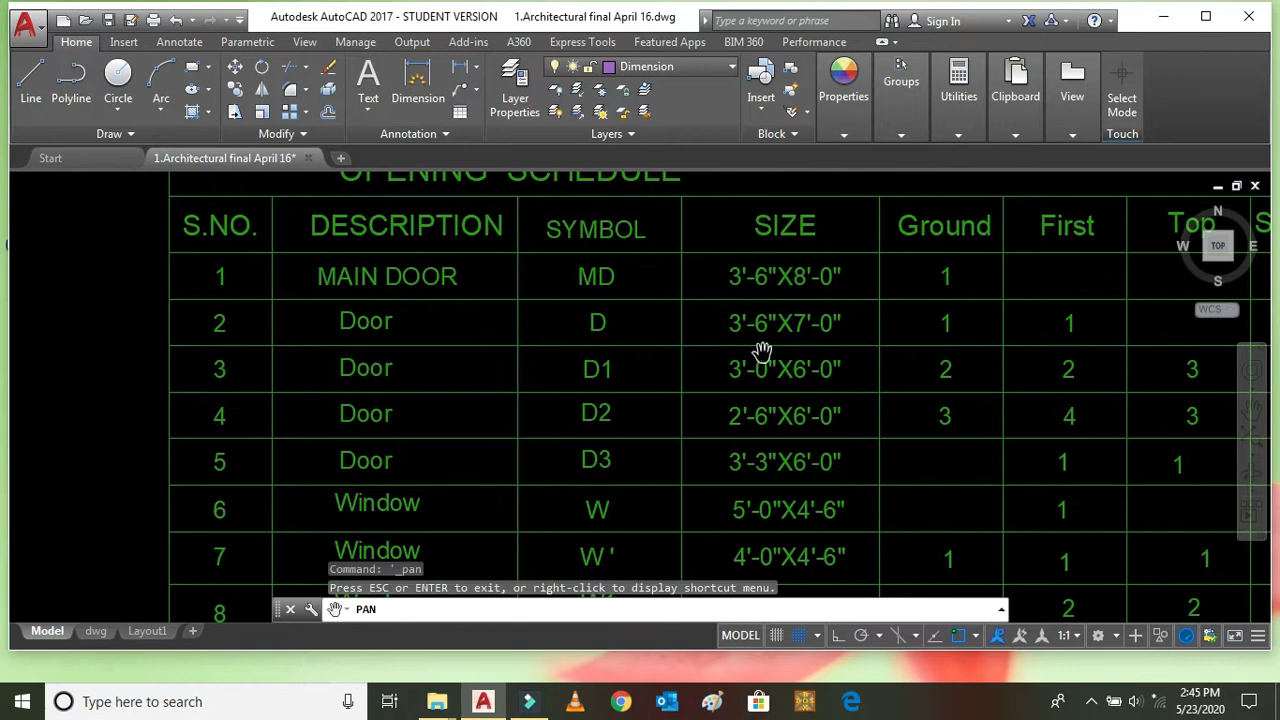 Autodesk AutoCAD 2017 - STUDENT VERSION 1.Architectural final April 16.dwg Type a keyword or phrase Sign In
Home Insert Annotate Parametric View Manage Output Add-ins A360 Express Tools Featured Apps BIM 360 Performance
Line Polyline Circle Arc Text Dimension Layer Properties Dimension Insert Properties Groups Utilities Clipboard View Select Mode
Draw Modify Annotation Layers Block Touch
Start 1.Architectural final April 16*
OPENING SCHEDULE
S.NO. DESCRIPTION SYMBOL SIZE Ground First Top S
1 MAIN DOOR MD 3'-6"X8'-0" 1
2 Door D 3'-6"X7'-0" 1 1
3 Door D1 3'-0"X6'-0" 2 2 3
4 Door D2 2'-6"X6'-0" 3 4 3
5 Door D3 3'-3"X6'-0" 1 1
6 Window W 5'-0"X4'-6" 1
7 Window W ' 4'-0"X4'-6" 1 1 1
8 2 2
N
W TOP E
S
WCS
Command: '_pan
Press ESC or ENTER to exit, or right-click to display shortcut menu.
PAN
Model dwg Layout1 MODEL 1:1
Type here to search
2:45 PM
5/23/2020